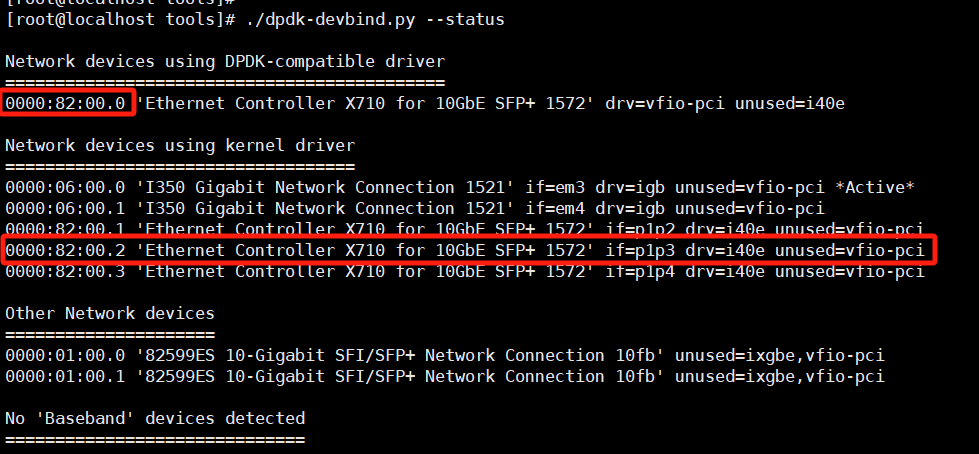 [root@localhost tools]# ./dpdk-devbind.py --status
Network devices using DPDK-compatible driver
============================================
0000:82:00.0 'Ethernet Controller X710 for 10GbE SFP+ 1572' drv=vfio-pci unused=i40e
Network devices using kernel driver
===================================
0000:06:00.0 'I350 Gigabit Network Connection 1521' if=em3 drv=igb unused=vfio-pci *Active*
0000:06:00.1 'I350 Gigabit Network Connection 1521' if=em4 drv=igb unused=vfio-pci
0000:82:00.1 'Ethernet Controller X710 for 10GbE SFP+ 1572' if=p1p2 drv=i40e unused=vfio-pci
0000:82:00.2 'Ethernet Controller X710 for 10GbE SFP+ 1572' if=p1p3 drv=i40e unused=vfio-pci
0000:82:00.3 'Ethernet Controller X710 for 10GbE SFP+ 1572' if=p1p4 drv=i40e unused=vfio-pci
Other Network devices
=====================
0000:01:00.0 '82599ES 10-Gigabit SFI/SFP+ Network Connection 10fb' unused=ixgbe,vfio-pci
0000:01:00.1 '82599ES 10-Gigabit SFI/SFP+ Network Connection 10fb' unused=ixgbe,vfio-pci
No 'Baseband' devices detected
==============================